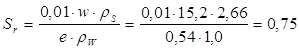 S_r = (0,01 · w · ρ_S) / (e · ρ_W) = (0,01 · 15,2 · 2,66) / (0,54 · 1,0) = 0,75